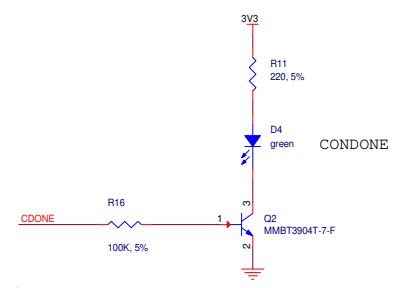 3V3
R11
220, 5%
D4
green
CONDONE
R16
3
CDONE
1
Q2
MMBT3904T-7-F
100K, 5%
2